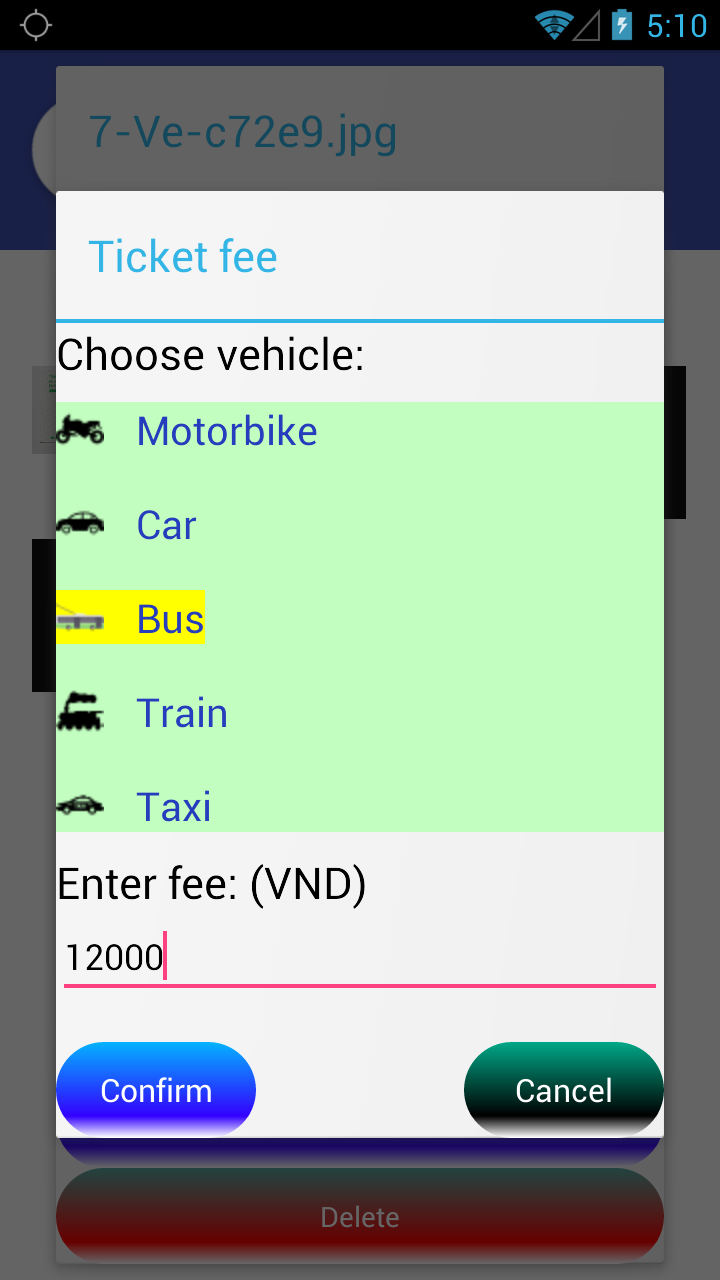 5:10
7-Ve-c72e9.jpg
Ticket fee
Choose vehicle:
Motorbike
Car
Bus
Train
Taxi
Enter fee: (VND)
12000
Confirm
Cancel
Delete